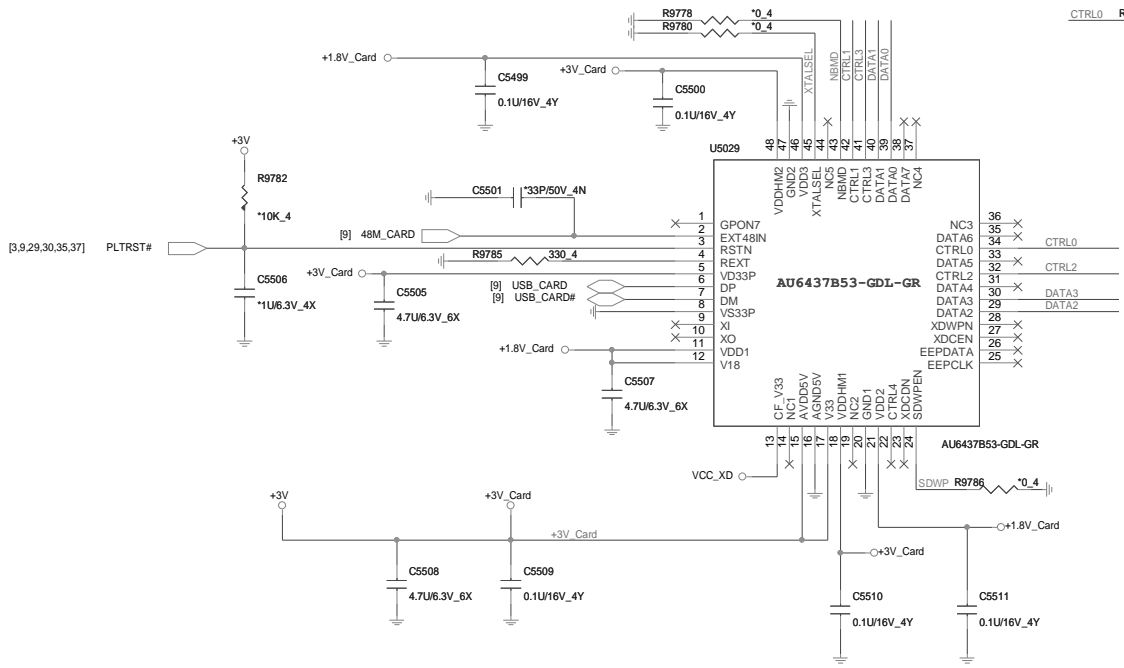 R9778 *0_4
CTRL0 R
R9780 *0_4
+1.8V_Card
+3V_Card
C5499
0.1U/16V_4Y
C5500
0.1U/16V_4Y
XTALSEL
NBMD
CTRL1
CTRL3
DATA1
DATA0
+3V
R9782
*10K_4
U5029
48
47
46
45
44
43
42
41
40
39
38
37
VDDHM2
GND2
VDD3
XTALSEL
NC5
NBMD
CTRL1
CTRL3
DATA1
DATA0
DATA7
NC4
C5501 *33P/50V_4N
[9] 48M_CARD
[3,9,29,30,35,37] PLTRST#
R9785 330_4
+3V_Card
C5506
*1U/6.3V_4X
C5505
4.7U/6.3V_6X
[9] USB_CARD
[9] USB_CARD#
+1.8V_Card
C5507
4.7U/6.3V_6X
1 GPON7
2 EXT48IN
3 RSTN
4 REXT
5 VD33P
6 DP
7 DM
8 VS33P
9 XI
10 XO
11 VDD1
12 V18
AU6437B53-GDL-GR
NC3 36
DATA6 35
CTRL0 34 CTRL0
DATA5 33
CTRL2 32 CTRL2
DATA4 31
DATA3 30 DATA3
DATA2 29 DATA2
XDWPN 28
XDCEN 27
EEPDATA 26
EEPCLK 25
CF_V33
NC1
AVDD5V
AGND5V
V33
VDDHM1
NC2
GND1
VDD2
CTRL4
XDCDN
SDWPEN
13
14
15
16
17
18
19
20
21
22
23
24
AU6437B53-GDL-GR
VCC_XD
SDWP R9786 *0_4
+3V
+3V_Card
+3V_Card
+1.8V_Card
+3V_Card
C5508
4.7U/6.3V_6X
C5509
0.1U/16V_4Y
C5510
0.1U/16V_4Y
C5511
0.1U/16V_4Y